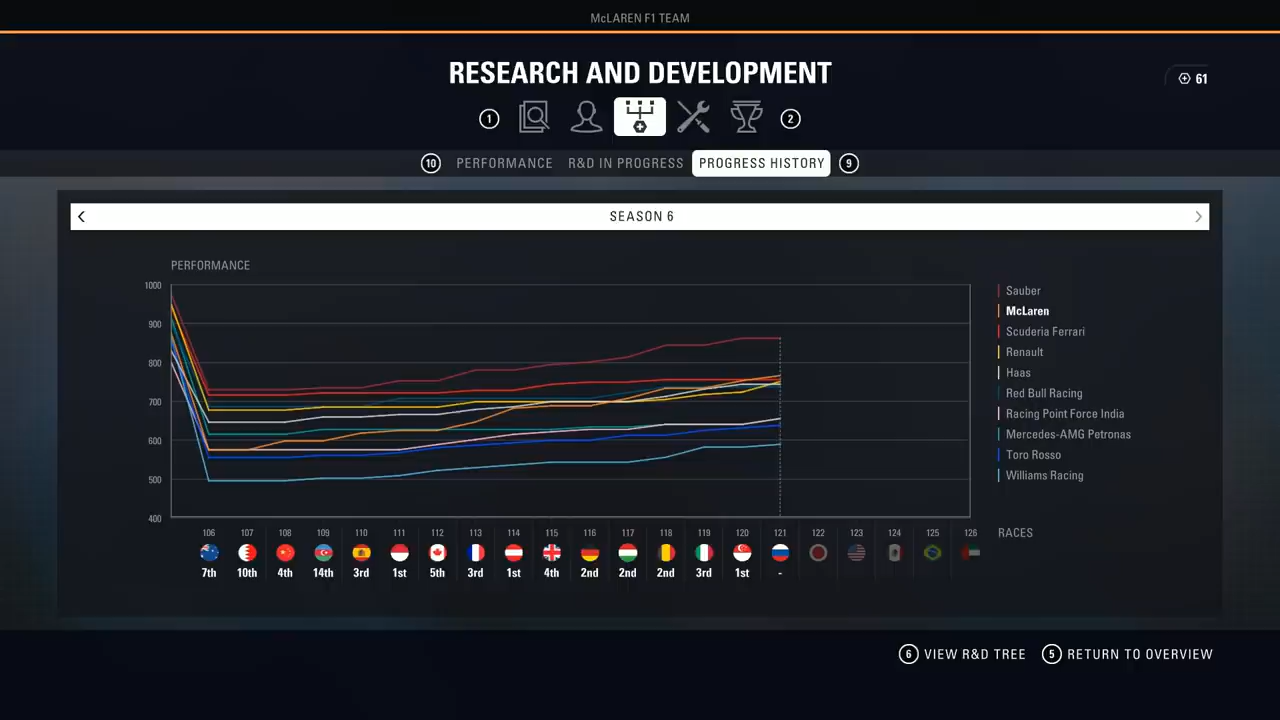 McLAREN F1 TEAM
RESEARCH AND DEVELOPMENT
61
1
2
10 PERFORMANCE R&D IN PROGRESS PROGRESS HISTORY 9
SEASON 6
PERFORMANCE
1000
900
800
700
600
500
400
Sauber
McLaren
Scuderia Ferrari
Renault
Haas
Red Bull Racing
Racing Point Force India
Mercedes-AMG Petronas
Toro Rosso
Williams Racing
106 107 108 109 110 111 112 113 114 115 116 117 118 119 120 121 122 123 124 125 126 RACES
7th 10th 4th 14th 3rd 1st 5th 3rd 1st 4th 2nd 2nd 2nd 3rd 1st -
6 VIEW R&D TREE 5 RETURN TO OVERVIEW